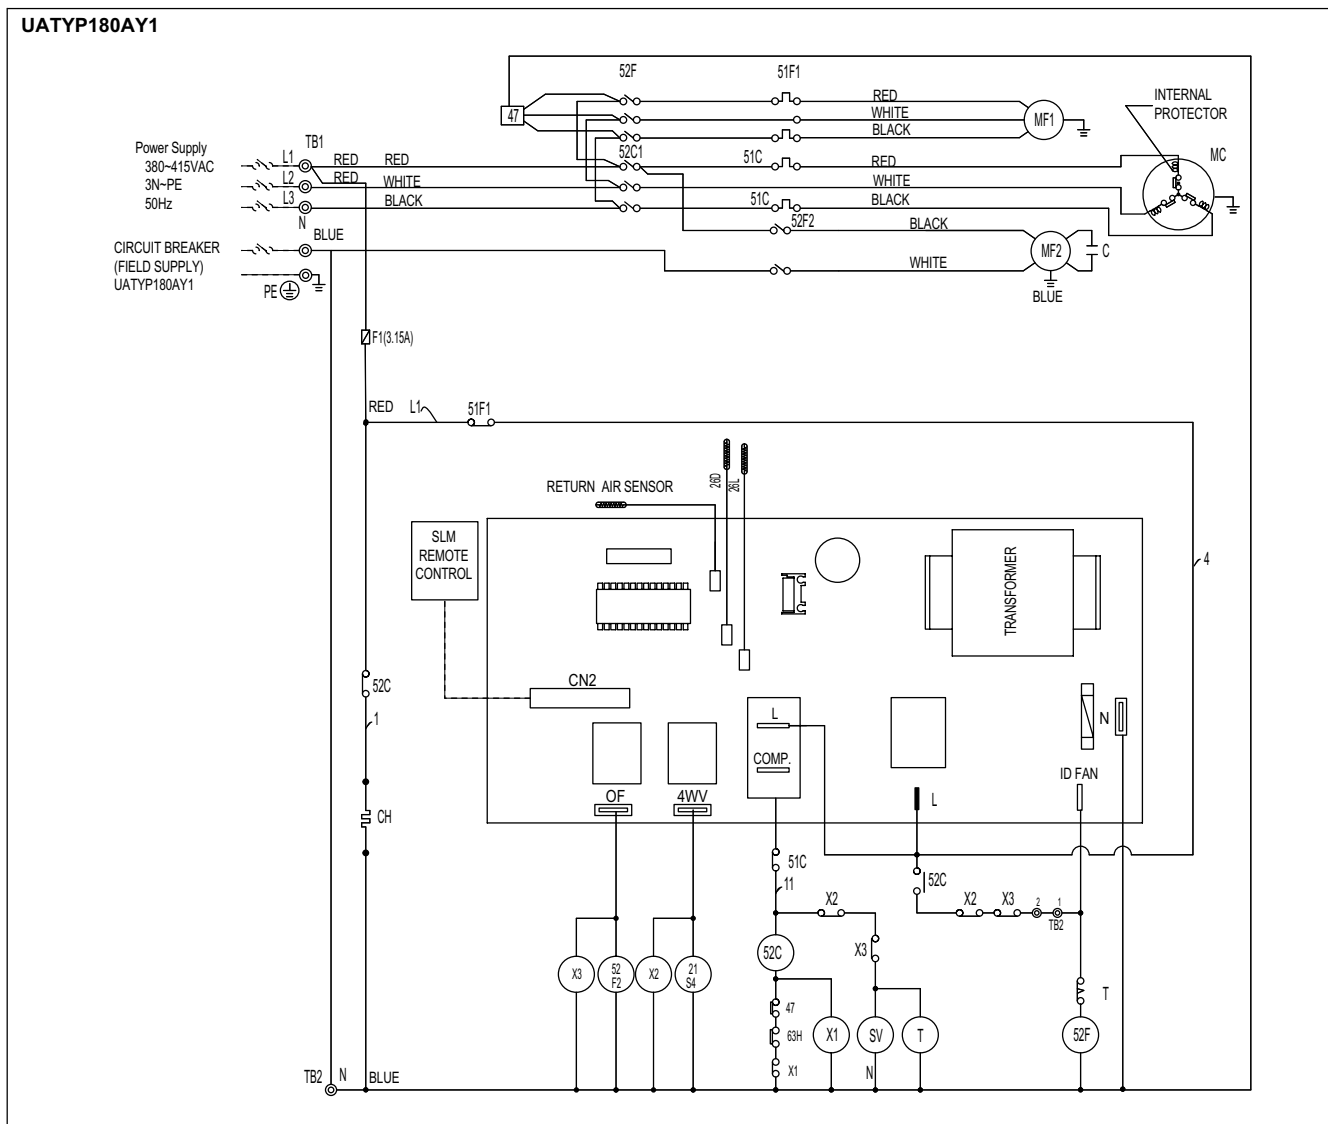 UATYP180AY1
52F
51F1
47
RED
WHITE
BLACK
MF1
INTERNAL
PROTECTOR
MC
Power Supply
380~415VAC
3N~PE
50Hz
TB1
L1
L2
L3
N
RED
RED
RED
WHITE
BLACK
52C1
51C
51C
RED
WHITE
BLACK
52F2
BLACK
WHITE
MF2
C
BLUE
CIRCUIT BREAKER
(FIELD SUPPLY)
UATYP180AY1
BLUE
PE
F1(3.15A)
RED
L1
51F1
26D
26L
RETURN AIR SENSOR
SLM
REMOTE
CONTROL
TRANSFORMER
4
CN2
52C
1
CH
L
COMP.
N
ID FAN
OF
4WV
L
51C
11
X2
52C
X2
X3
2
1
TB2
X3
52C
X3
52
F2
X2
21
S4
47
63H
X1
X1
SV
T
N
T
52F
TB2
N
BLUE